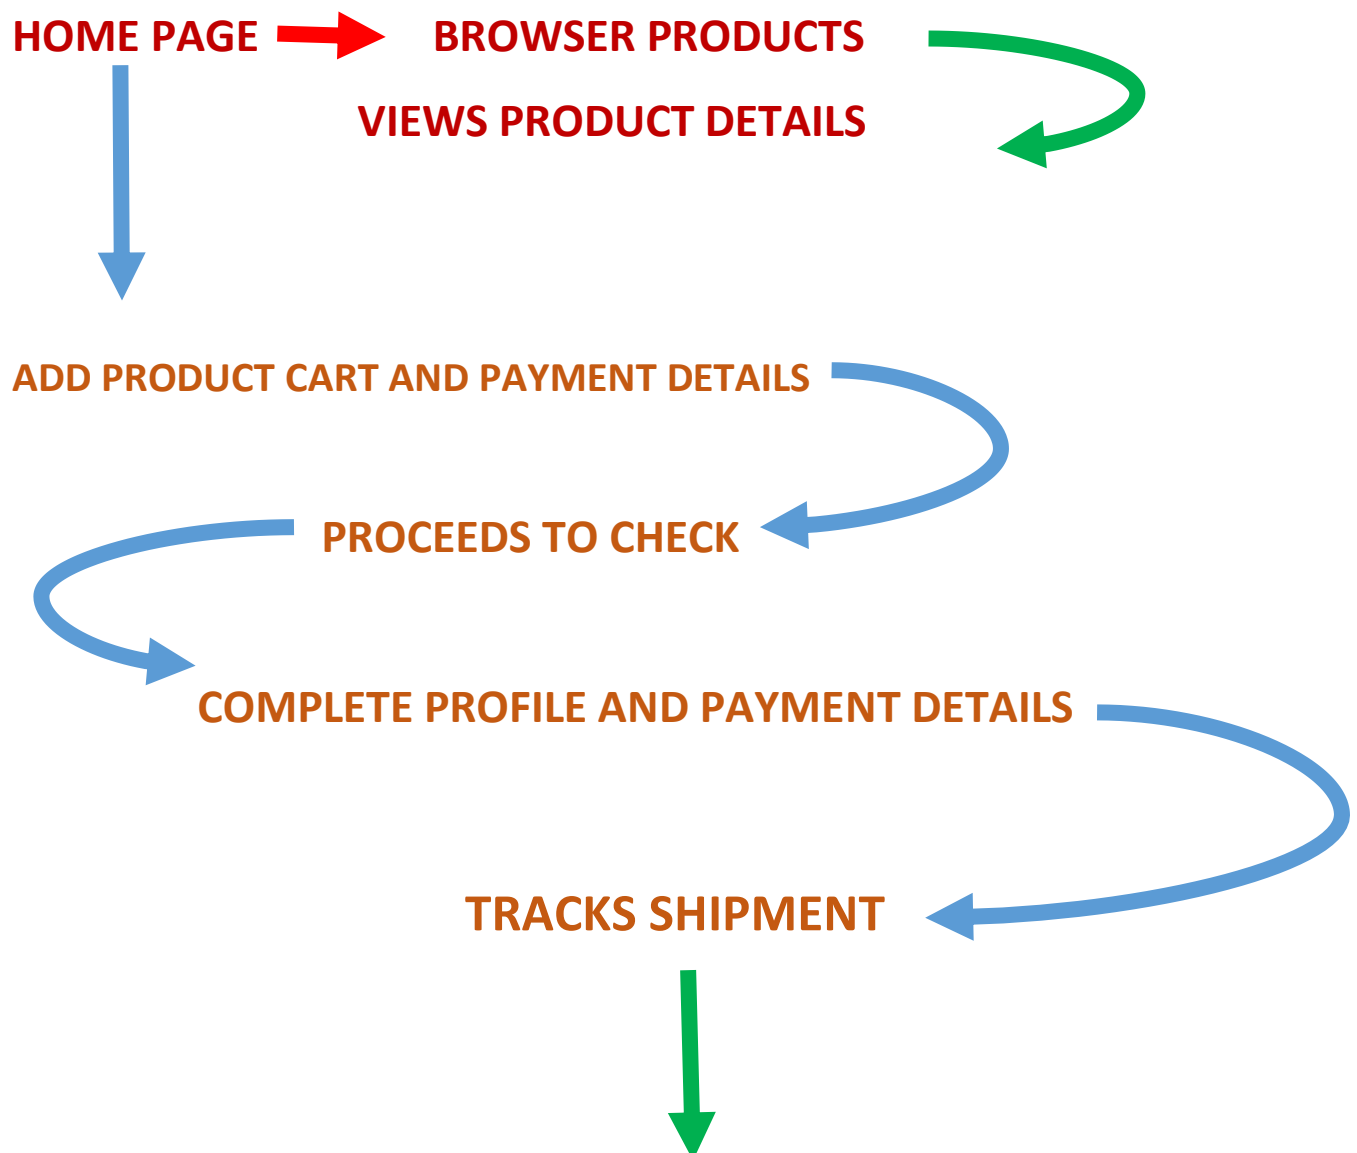 HOME PAGE BROWSER PRODUCTS
VIEWS PRODUCT DETAILS
ADD PRODUCT CART AND PAYMENT DETAILS
PROCEEDS TO CHECK
COMPLETE PROFILE AND PAYMENT DETAILS
TRACKS SHIPMENT